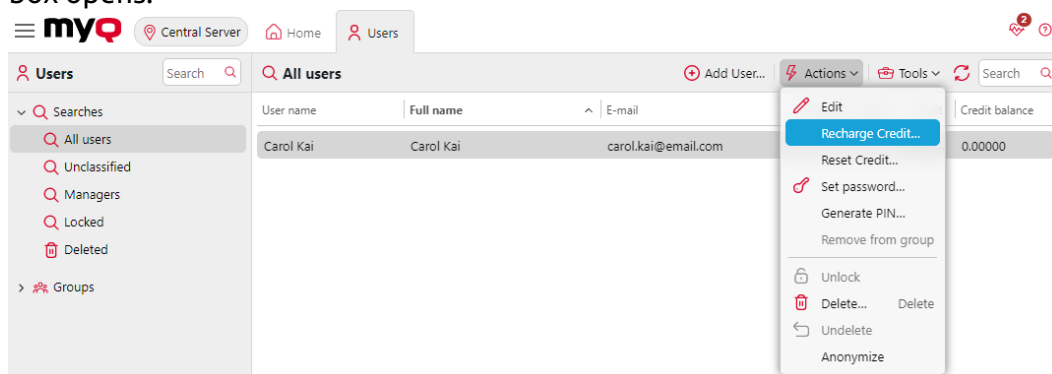 box opens.
myQ Central Server Home Users 2
Users Search All users Add User... Actions Tools Search
Searches User name Full name E-mail Edit Credit balance
All users Carol Kai Carol Kai carol.kai@email.com Recharge Credit... 0.00000
Unclassified Reset Credit...
Managers Set password...
Locked Generate PIN...
Deleted Remove from group
Groups Unlock
Delete... Delete
Undelete
Anonymize